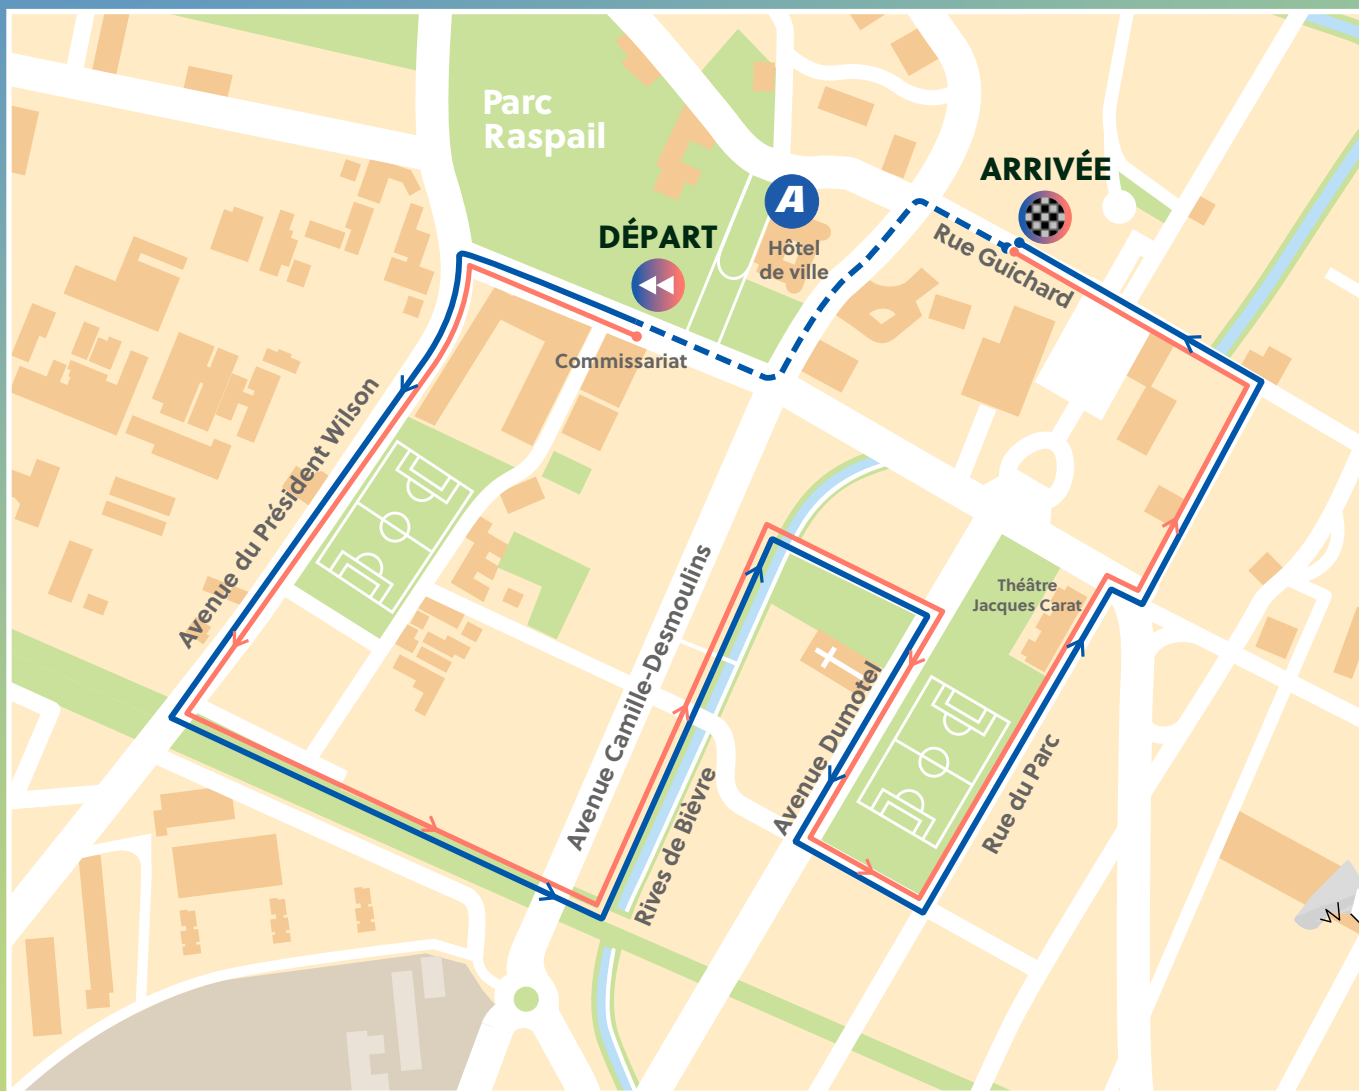 Parc
Raspail
ARRIVÉE
A
DÉPART
Hôtel
de ville
Rue Guichard
Commissariat
Avenue du Président Wilson
Avenue Camille-Desmoulins
Théâtre
Jacques Carat
Avenue Dumotel
Rives de Bièvre
Rue du Parc